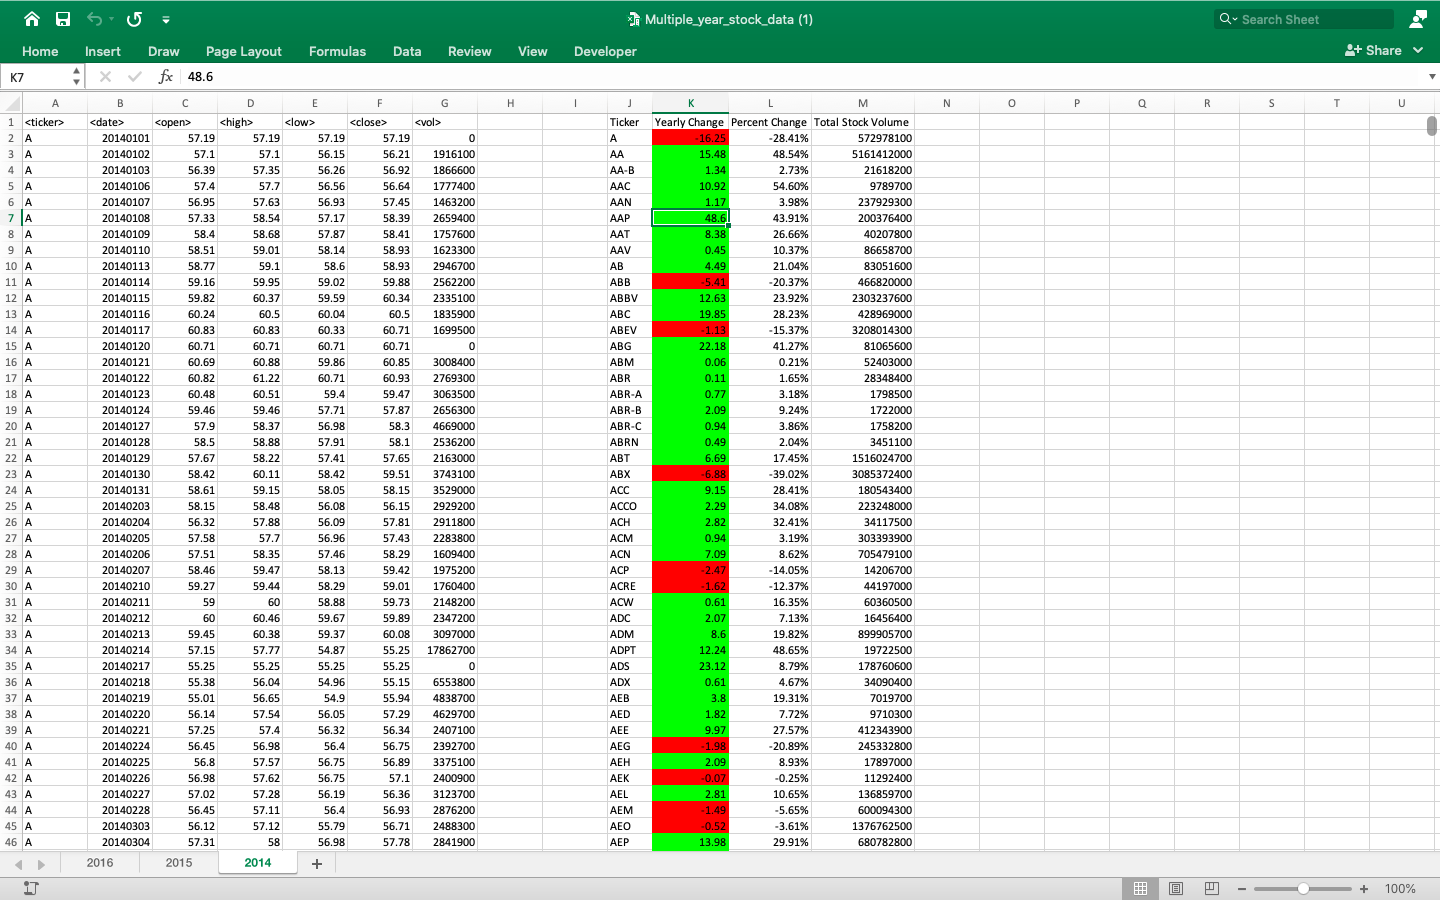 Multiple_year_stock_data (1)
Search Sheet
Home Insert Draw Page Layout Formulas Data Review View Developer Share
K7 fx 48.6
A B C D E F G H I J K L M N O P Q R S T U
1 <ticker> <date> <open> <high> <low> <close> <vol> Ticker Yearly Change Percent Change Total Stock Volume
2 A 20140101 57.19 57.19 57.19 57.19 0 A -16.25 -28.41% 572978100
3 A 20140102 57.1 57.1 56.15 56.21 1916100 AA 15.48 48.54% 5161412000
4 A 20140103 56.39 57.35 56.26 56.92 1866600 AA-B 1.34 2.73% 21618200
5 A 20140106 57.4 57.7 56.56 56.64 1777400 AAC 10.92 54.60% 9789700
6 A 20140107 56.95 57.63 56.93 57.45 1463200 AAN 1.17 3.98% 237929300
7 A 20140108 57.33 58.54 57.17 58.39 2659400 AAP 48.6 43.91% 200376400
8 A 20140109 58.4 58.68 57.87 58.41 1757600 AAT 8.38 26.66% 40207800
9 A 20140110 58.51 59.01 58.14 58.93 1623300 AAV 0.45 10.37% 86658700
10 A 20140113 58.77 59.1 58.6 58.93 2946700 AB 4.49 21.04% 83051600
11 A 20140114 59.16 59.95 59.02 59.88 2562200 ABB -5.41 -20.37% 466820000
12 A 20140115 59.82 60.37 59.59 60.34 2335100 ABBV 12.63 23.92% 2303237600
13 A 20140116 60.24 60.5 60.04 60.5 1835900 ABC 19.85 28.23% 428969000
14 A 20140117 60.83 60.83 60.33 60.71 1699500 ABEV -1.13 -15.37% 3208014300
15 A 20140120 60.71 60.71 60.71 60.71 0 ABG 22.18 41.27% 81065600
16 A 20140121 60.69 60.88 59.86 60.85 3008400 ABM 0.06 0.21% 52403000
17 A 20140122 60.82 61.22 60.71 60.93 2769300 ABR 0.11 1.65% 28348400
18 A 20140123 60.48 60.51 59.4 59.47 3063500 ABR-A 0.77 3.18% 1798500
19 A 20140124 59.46 59.46 57.71 57.87 2656300 ABR-B 2.09 9.24% 1722000
20 A 20140127 57.9 58.37 56.98 58.3 4669000 ABR-C 0.94 3.86% 1758200
21 A 20140128 58.5 58.88 57.91 58.1 2536200 ABRN 0.49 2.04% 3451100
22 A 20140129 57.67 58.22 57.41 57.65 2163000 ABT 6.69 17.45% 1516024700
23 A 20140130 58.42 60.11 58.42 59.51 3743100 ABX -6.88 -39.02% 3085372400
24 A 20140131 58.61 59.15 58.05 58.15 3529000 ACC 9.15 28.41% 180543400
25 A 20140203 58.15 58.48 56.08 56.15 2929200 ACCO 2.29 34.08% 223248000
26 A 20140204 56.32 57.88 56.09 57.81 2911800 ACH 2.82 32.41% 34117500
27 A 20140205 57.58 57.7 56.96 57.43 2283800 ACM 0.94 3.19% 303393900
28 A 20140206 57.51 58.35 57.46 58.29 1609400 ACN 7.09 8.62% 705479100
29 A 20140207 58.46 59.47 58.13 59.42 1975200 ACP -2.47 -14.05% 14206700
30 A 20140210 59.27 59.44 58.29 59.01 1760400 ACRE -1.62 -12.37% 44197000
31 A 20140211 59 60 58.88 59.73 2148200 ACW 0.61 16.35% 60360500
32 A 20140212 60 60.46 59.67 59.89 2347200 ADC 2.07 7.13% 16456400
33 A 20140213 59.45 60.38 59.37 60.08 3097000 ADM 8.6 19.82% 899905700
34 A 20140214 57.15 57.77 54.87 55.25 17862700 ADPT 12.24 48.65% 19722500
35 A 20140217 55.25 55.25 55.25 55.25 0 ADS 23.12 8.79% 178760600
36 A 20140218 55.38 56.04 54.96 55.15 6553800 ADX 0.61 4.67% 34090400
37 A 20140219 55.01 56.65 54.9 55.94 4838700 AEB 3.8 19.31% 7019700
38 A 20140220 56.14 57.54 56.05 57.29 4629700 AED 1.82 7.72% 9710300
39 A 20140221 57.25 57.4 56.32 56.34 2407100 AEE 9.97 27.57% 412343900
40 A 20140224 56.45 56.98 56.4 56.75 2392700 AEG -1.98 -20.89% 245332800
41 A 20140225 56.8 57.57 56.75 56.89 3375100 AEH 2.09 8.93% 17897000
42 A 20140226 56.98 57.62 56.75 57.1 2400900 AEK -0.07 -0.25% 11292400
43 A 20140227 57.02 57.28 56.19 56.36 3123700 AEL 2.81 10.65% 136859700
44 A 20140228 56.45 57.11 56.4 56.93 2876200 AEM -1.49 -5.65% 600094300
45 A 20140303 56.12 57.12 55.79 56.71 2488300 AEO -0.52 -3.61% 1376762500
46 A 20140304 57.31 58 56.98 57.78 2841900 AEP 13.98 29.91% 680782800
2016 2015 2014 +
100%